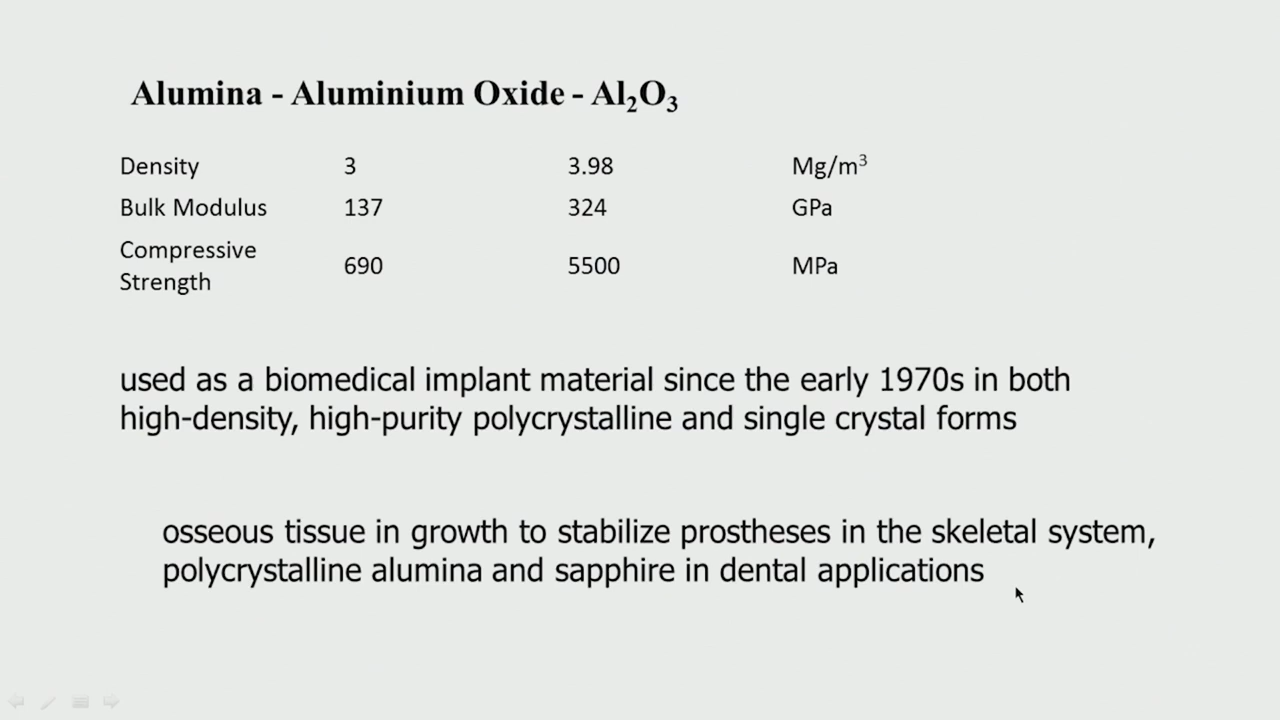 Alumina - Aluminium Oxide - Al₂O₃
Density 3 3.98 Mg/m³
Bulk Modulus 137 324 GPa
Compressive
Strength 690 5500 MPa
used as a biomedical implant material since the early 1970s in both
high-density, high-purity polycrystalline and single crystal forms
osseous tissue in growth to stabilize prostheses in the skeletal system,
polycrystalline alumina and sapphire in dental applications